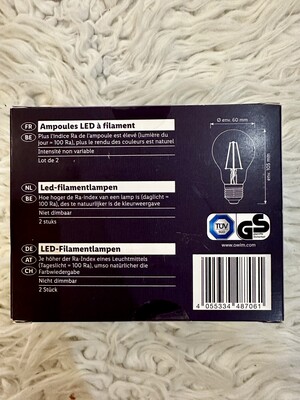 FR
BE
Ampoules LED à filament
Plus l'indice Ra de l'ampoule est élevé (lumière du
jour = 100 Ra), plus le rendu des couleurs est naturel
Intensité non variable
Lot de 2
NL
BE
Led-filamentlampen
Hoe hoger de Ra-Index van een lamp is (daglicht ≈
100 Ra), des te natuurlijker is de kleurweergave
Niet dimbaar
2 stuks
DE
AT
CH
LED-Filamentlampen
Je höher der Ra-Index eines Leuchtmittels
(Tageslicht = 100 Ra), umso natürlicher die
Farbwiedergabe
Nicht dimmbar
2 Stück
Ø env. 60 mm
env. 105 mm
TÜV
GS
www.owim.com
4 055334 487061